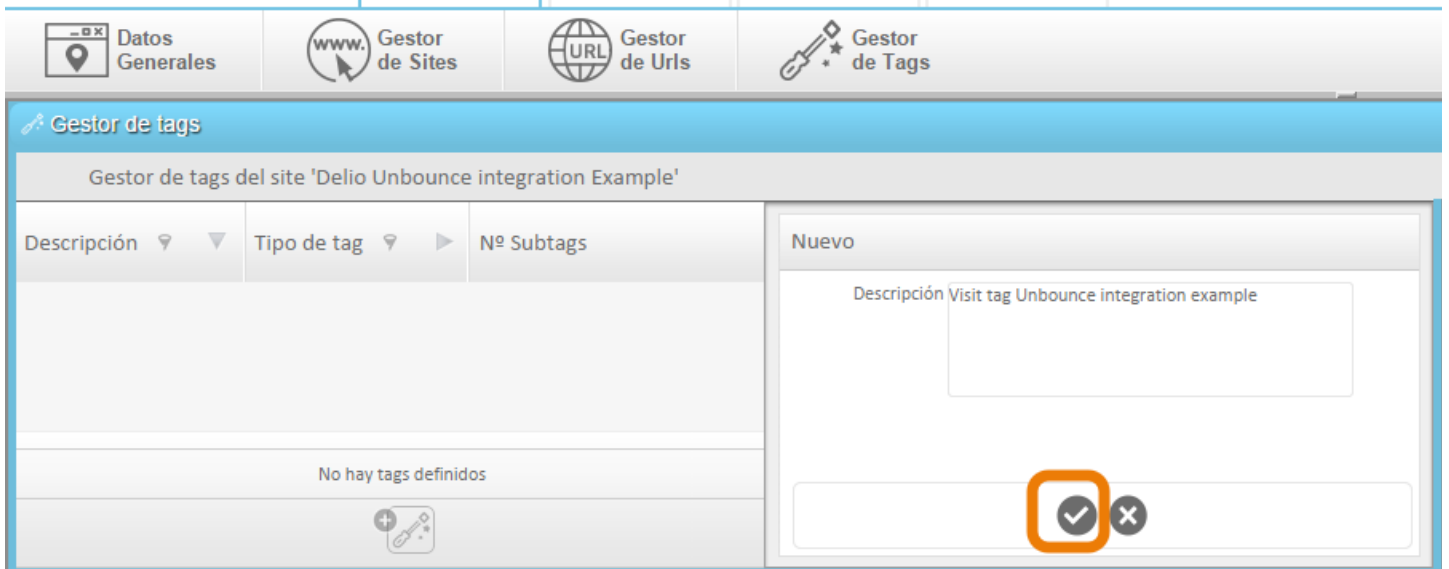 Datos
Generales
www.
Gestor
de Sites
URL
Gestor
de Urls
Gestor
de Tags
Gestor de tags
Gestor de tags del site 'Delio Unbounce integration Example'
Descripción
Tipo de tag
Nº Subtags
Nuevo
Descripción Visit tag Unbounce integration example
No hay tags definidos